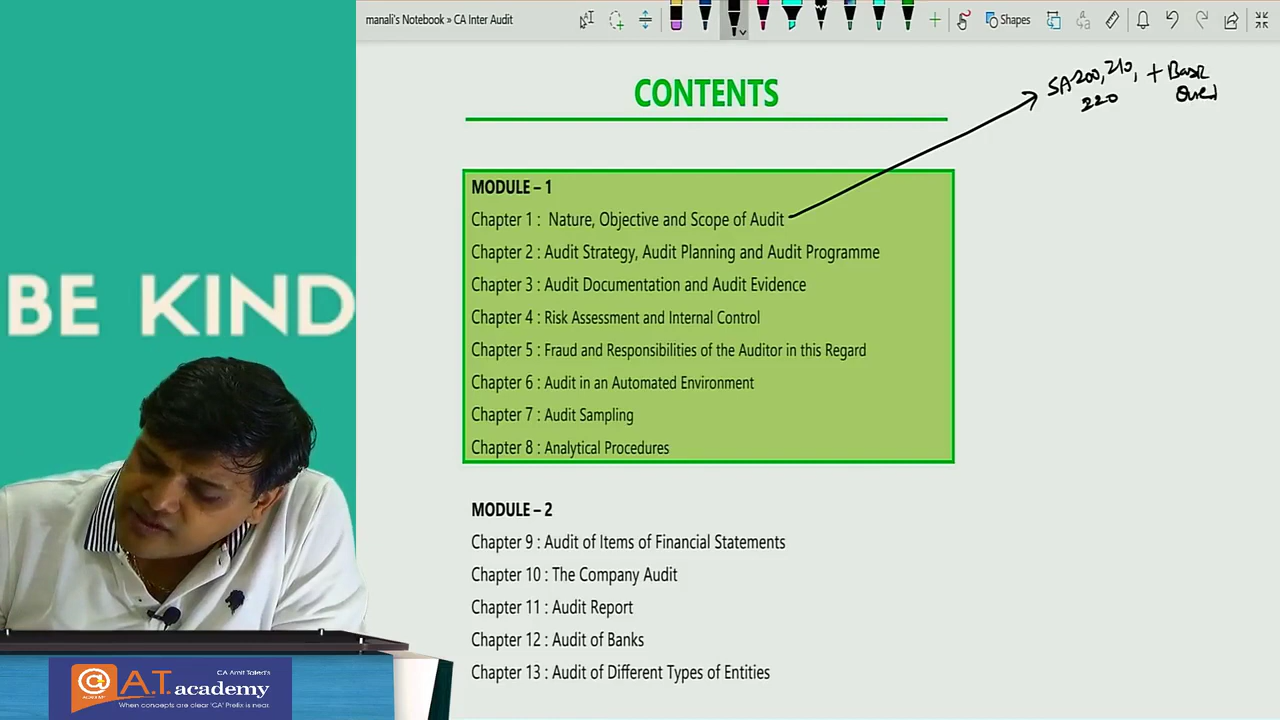 manali's Notebook » CA Inter Audit
Shapes
CONTENTS
SA 200, 210, + Basic
220
MODULE – 1
Chapter 1 : Nature, Objective and Scope of Audit
Chapter 2 : Audit Strategy, Audit Planning and Audit Programme
Chapter 3 : Audit Documentation and Audit Evidence
Chapter 4 : Risk Assessment and Internal Control
Chapter 5 : Fraud and Responsibilities of the Auditor in this Regard
Chapter 6 : Audit in an Automated Environment
Chapter 7 : Audit Sampling
Chapter 8 : Analytical Procedures
MODULE – 2
Chapter 9 : Audit of Items of Financial Statements
Chapter 10 : The Company Audit
Chapter 11 : Audit Report
Chapter 12 : Audit of Banks
Chapter 13 : Audit of Different Types of Entities
BE KIND
CA Amit Talda's
@ A.T. academy
ACADEMY
When concepts are clear 'CA' Prefix is near.